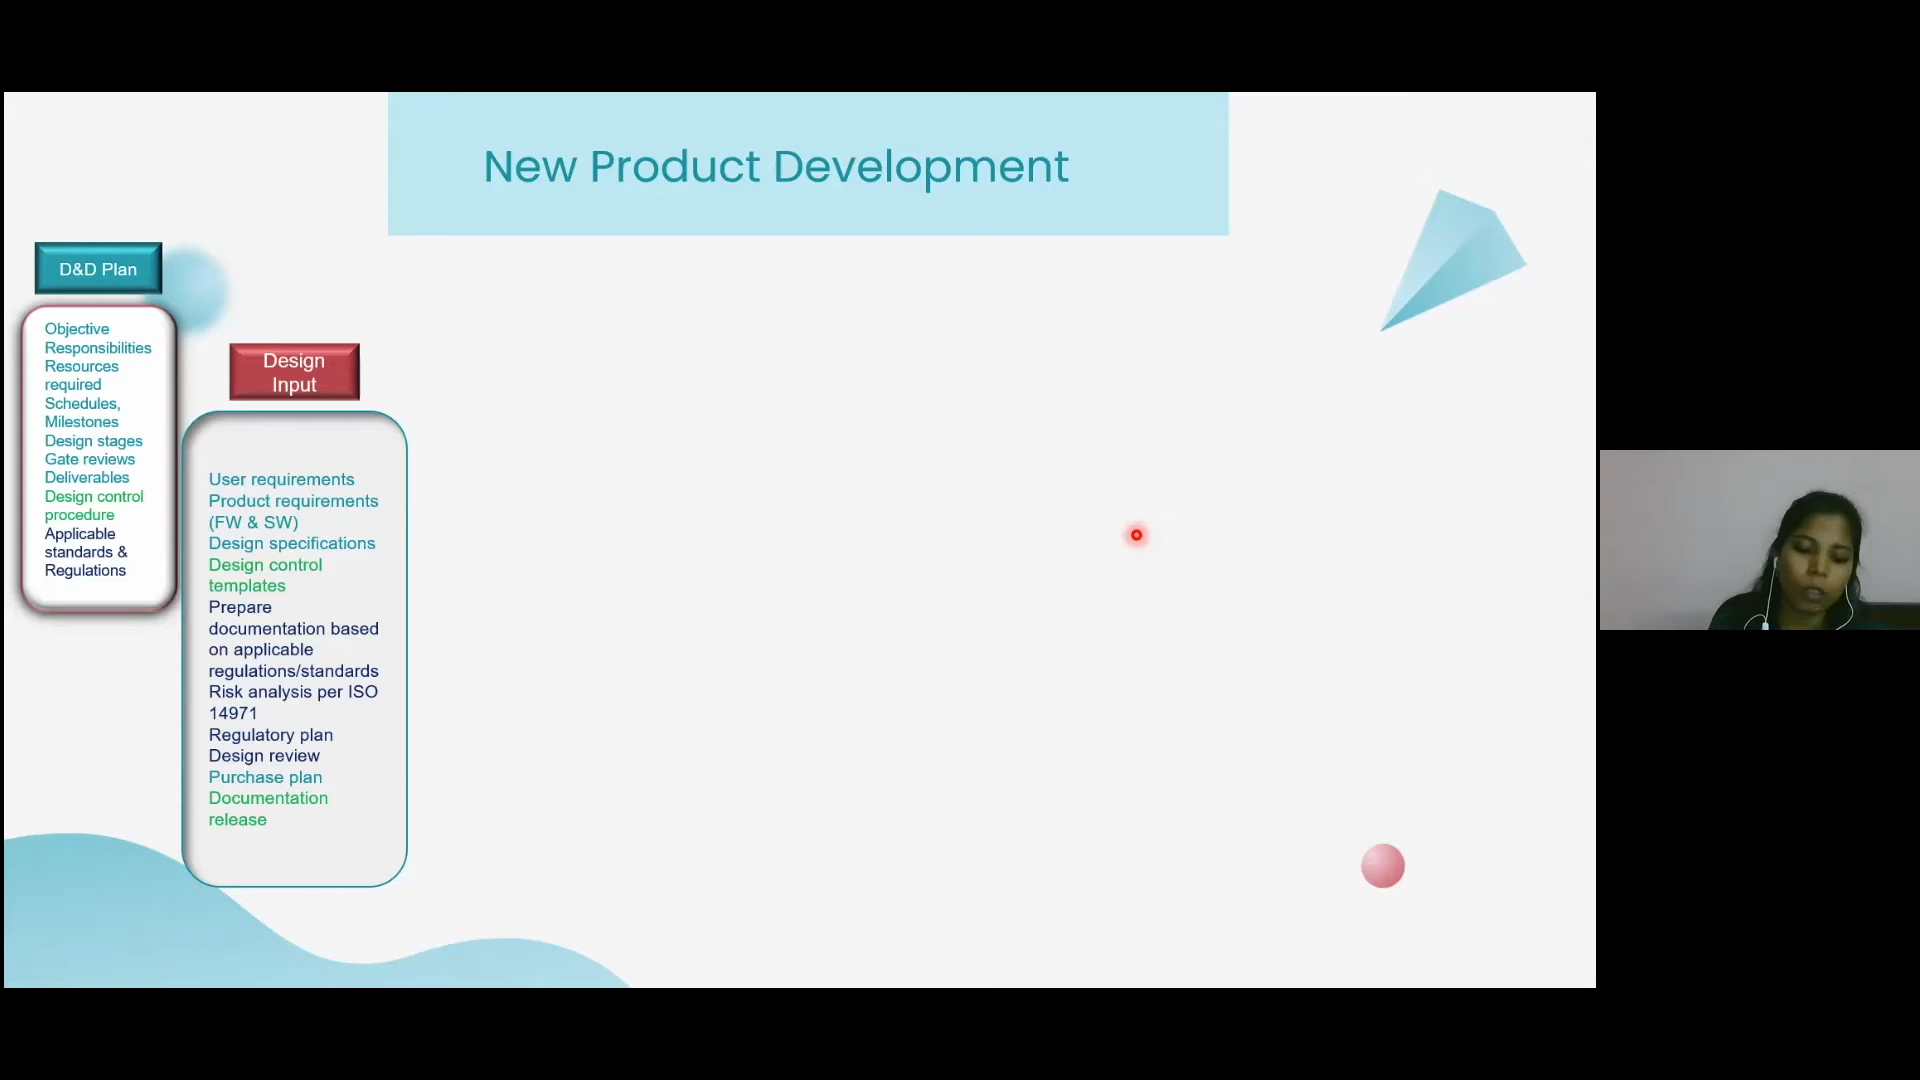 New Product Development
D&D Plan
Objective
Responsibilities
Resources
required
Schedules,
Milestones
Design stages
Gate reviews
Deliverables
Design control
procedure
Applicable
standards &
Regulations
Design
Input
User requirements
Product requirements
(FW & SW)
Design specifications
Design control
templates
Prepare
documentation based
on applicable
regulations/standards
Risk analysis per ISO
14971
Regulatory plan
Design review
Purchase plan
Documentation
release